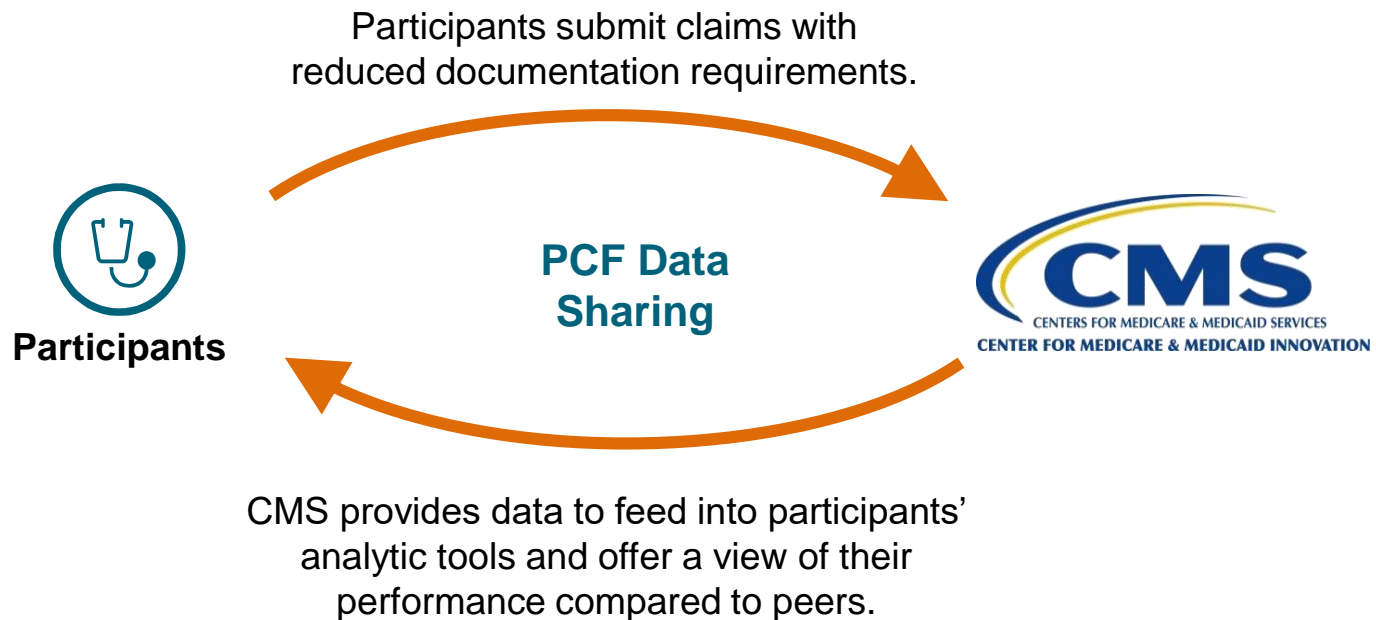 Participants submit claims with
reduced documentation requirements.
PCF Data
Sharing
Participants
CMS
CENTERS FOR MEDICARE & MEDICAID SERVICES
CENTER FOR MEDICARE & MEDICAID INNOVATION
CMS provides data to feed into participants’
analytic tools and offer a view of their
performance compared to peers.